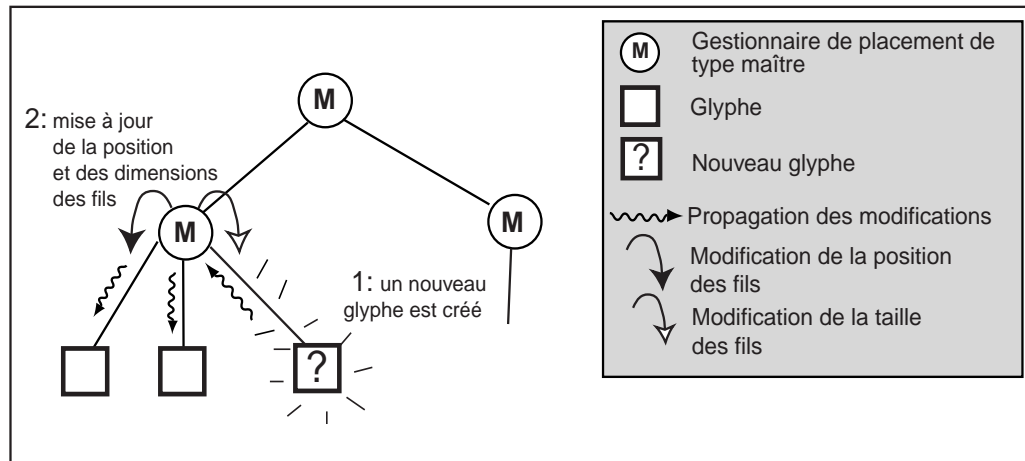 M
2: mise à jour
de la position
et des dimensions
des fils
M
M
1: un nouveau
glyphe est créé
?
M
Gestionnaire de placement de
type maître
Glyphe
?
Nouveau glyphe
Propagation des modifications
Modification de la position
des fils
Modification de la taille
des fils